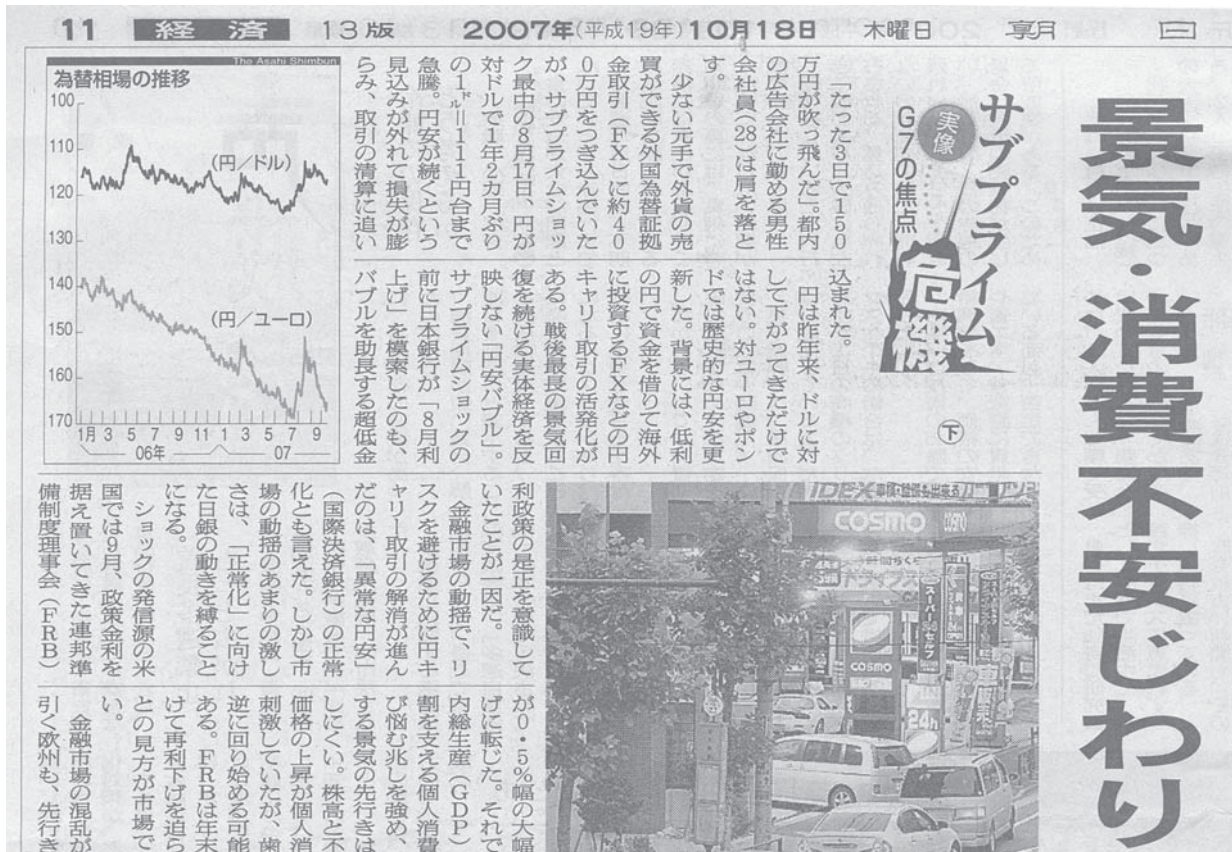 11 経済 13版 2007年(平成19年)10月18日 木曜日 朝 日
景気・消費不安じわり
サブプライム
危機
実像
G7の焦点
下
The Asahi Shimbun
為替相場の推移
100
110
120
130
140
150
160
170
(円/ドル)
(円/ユーロ)
1月 3 5 7 9 11 1 3 5 7 9
06年 07
「たった3日で150
万円が吹っ飛んだ」。都内
の広告会社に勤める男性
会社員(28)は肩を落と
す。
少ない元手で外貨の売
買ができる外国為替証拠
金取引(FX)に約40
0万円をつぎ込んでいた
が、サブプライムショッ
ク最中の8月17日、円が
対ドルで1年2カ月ぶり
の1㌦=111円台まで
急騰。円安が続くという
見込みが外れて損失が膨
らみ、取引の清算に追い
込まれた。
円は昨年来、ドルに対
して下がってきただけで
はない。対ユーロやポン
ドでは歴史的な円安を更
新した。背景には、低利
の円で資金を借りて海外
に投資するFXなどの円
キャリー取引の活発化が
ある。戦後最長の景気回
復を続ける実体経済を反
映しない「円安バブル」。
サブプライムショックの
前に日本銀行が「8月利
上げ」を模索したのも、
バブルを助長する超低金
利政策の是正を意識して
いたことが一因だ。
金融市場の動揺で、リ
スクを避けるために円キ
ャリー取引の解消が進ん
だのは、「異常な円安」
(国際決済銀行)の正常
化とも言えた。しかし市
場の動揺のあまりの激し
さは、「正常化」に向け
た日銀の動きを縛ること
になる。
ショックの発信源の米
国では9月、政策金利を
据え置いてきた連邦準
備制度理事会(FRB)
が0・5%幅の大幅
げに転じた。それで
内総生産(GDP)
割を支える個人消費
び悩む兆しを強め、
する景気の先行きは
しにくい。株高と不
価格の上昇が個人消
刺激していたが、歯
逆に回り始める可能
ある。FRBは年末
けて再利下げを迫ら
との見方が市場で
い。
金融市場の混乱が
引く欧州も、先行き
IDEX
COSMO
COSMO
スーパーセルフ
24h